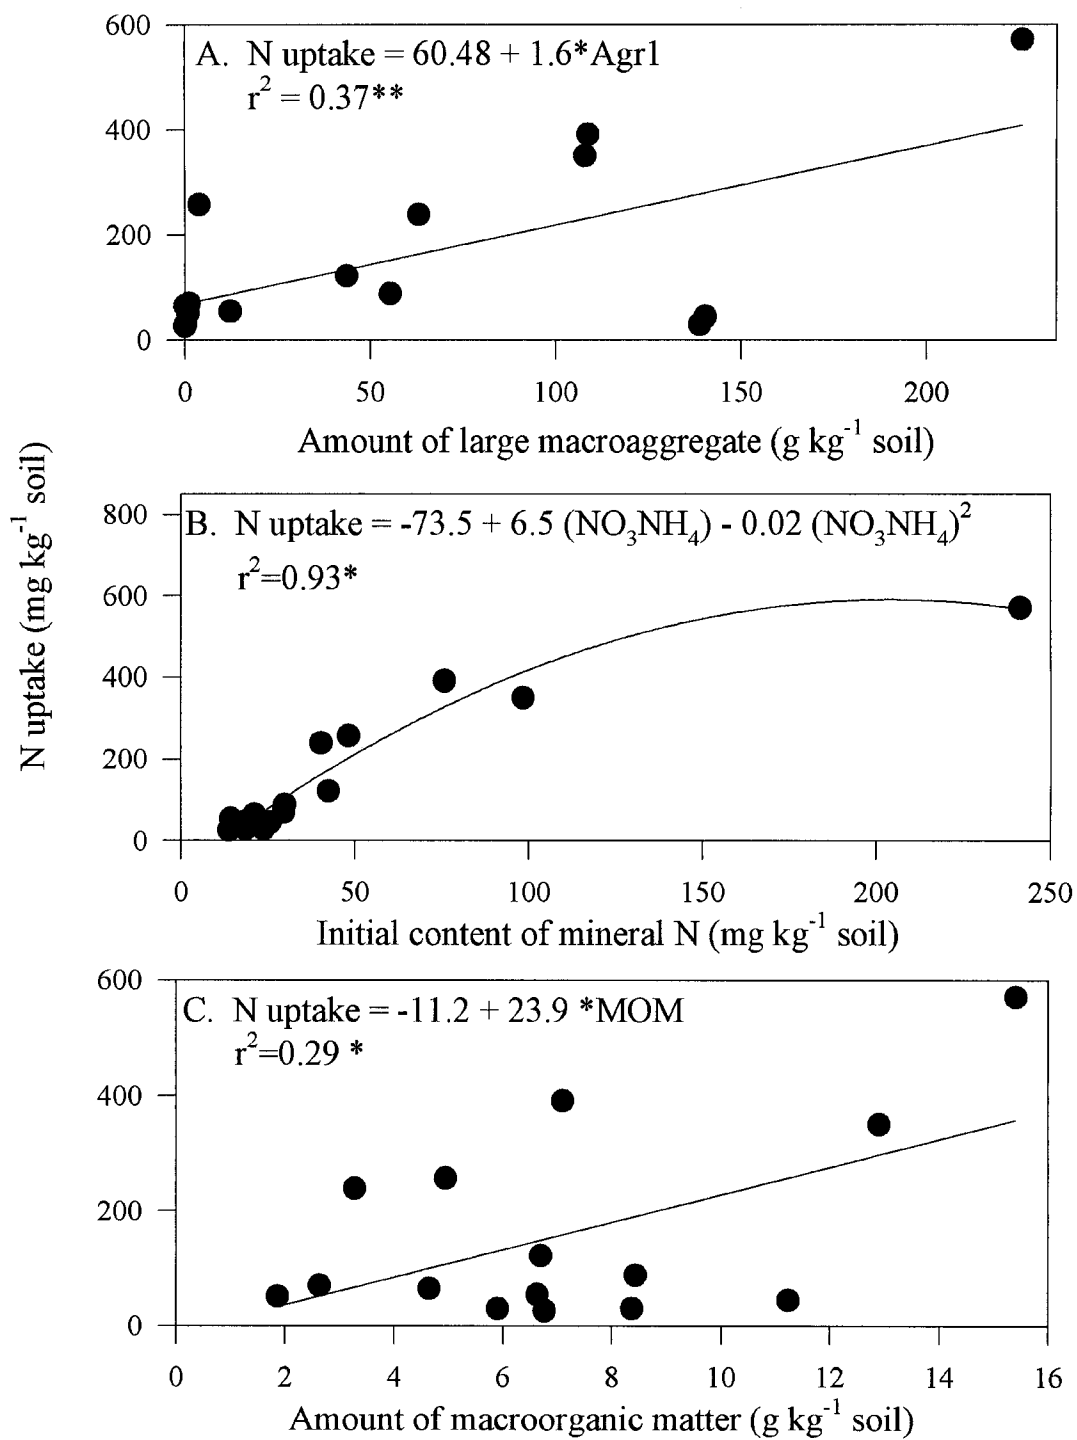 600
A. N uptake = 60.48 + 1.6*Agr1
r² = 0.37**
400
200
0
0 50 100 150 200
Amount of large macroaggregate (g kg⁻¹ soil)
N uptake (mg kg⁻¹ soil)
800
B. N uptake = -73.5 + 6.5 (NO₃NH₄) - 0.02 (NO₃NH₄)²
r²=0.93*
600
400
200
0
0 50 100 150 200 250
Initial content of mineral N (mg kg⁻¹ soil)
600
C. N uptake = -11.2 + 23.9 *MOM
r²=0.29 *
400
200
0
0 2 4 6 8 10 12 14 16
Amount of macroorganic matter (g kg⁻¹ soil)